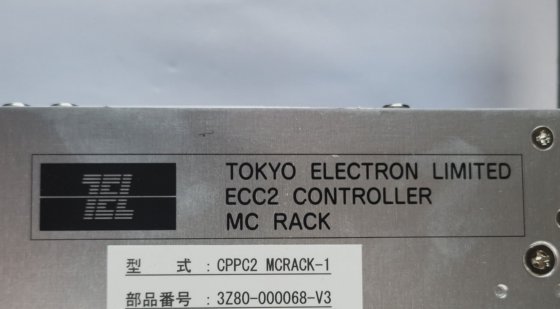 TEL
TOKYO ELECTRON LIMITED
ECC2 CONTROLLER
MC RACK
型 式 : CPPC2 MCRACK-1
部品番号 : 3Z80-000068-V3